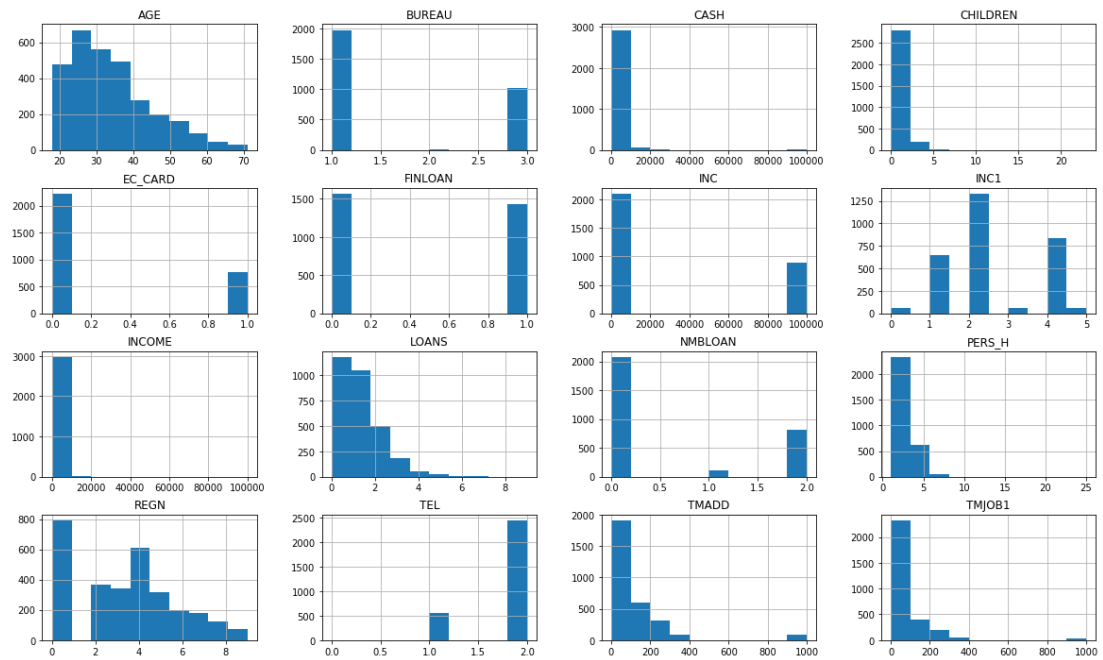 AGE BUREAU CASH CHILDREN
600 400 200 0
2000 1500 1000 500 0
3000 2000 1000 0
2500 2000 1500 1000 500 0
20 30 40 50 60 70
1.0 1.5 2.0 2.5 3.0
0 20000 40000 60000 80000 100000
0 5 10 15 20
EC_CARD FINLOAN INC INC1
2000 1500 1000 500 0
1500 1000 500 0
2000 1500 1000 500 0
1250 1000 750 500 250 0
0.0 0.2 0.4 0.6 0.8 1.0
0.0 0.2 0.4 0.6 0.8 1.0
0 20000 40000 60000 80000 100000
0 1 2 3 4 5
INCOME LOANS NMBLOAN PERS_H
3000 2000 1000 0
1000 750 500 250 0
2000 1500 1000 500 0
2000 1500 1000 500 0
0 20000 40000 60000 80000 100000
0 2 4 6 8
0.0 0.5 1.0 1.5 2.0
0 5 10 15 20 25
REGN TEL TMADD TMJOB1
800 600 400 200 0
2500 2000 1500 1000 500 0
2000 1500 1000 500 0
2000 1500 1000 500 0
0 2 4 6 8
0.0 0.5 1.0 1.5 2.0
0 200 400 600 800 1000
0 200 400 600 800 1000